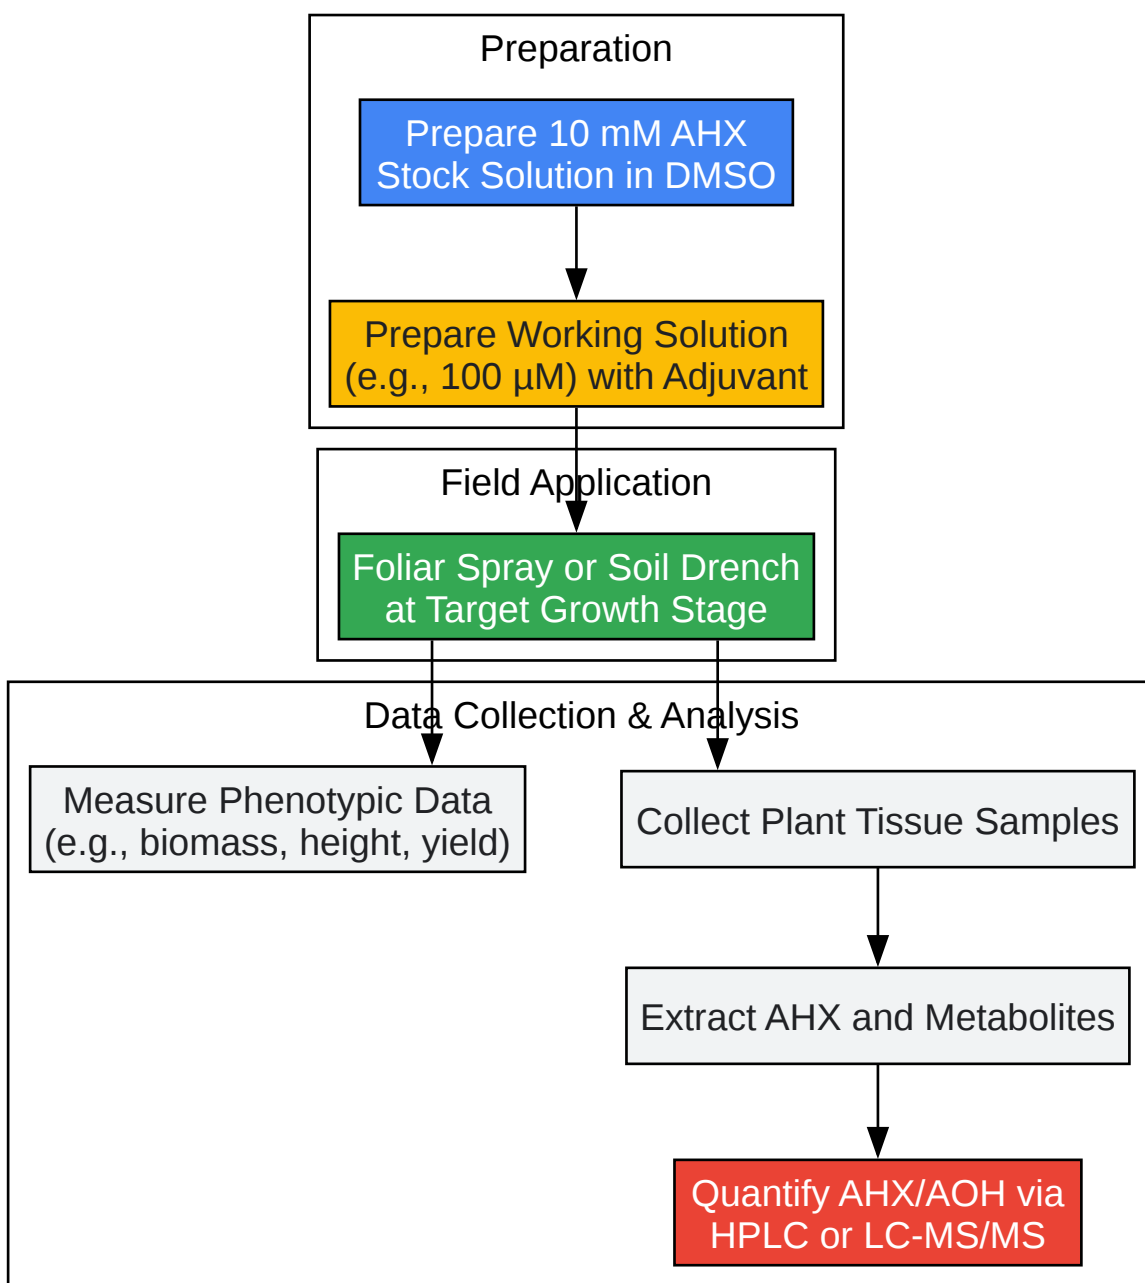 Preparation
Prepare 10 mM AHX
Stock Solution in DMSO
Prepare Working Solution
(e.g., 100 µM) with Adjuvant
Field Application
Foliar Spray or Soil Drench
at Target Growth Stage
Data Collection & Analysis
Measure Phenotypic Data
(e.g., biomass, height, yield)
Collect Plant Tissue Samples
Extract AHX and Metabolites
Quantify AHX/AOH via
HPLC or LC-MS/MS